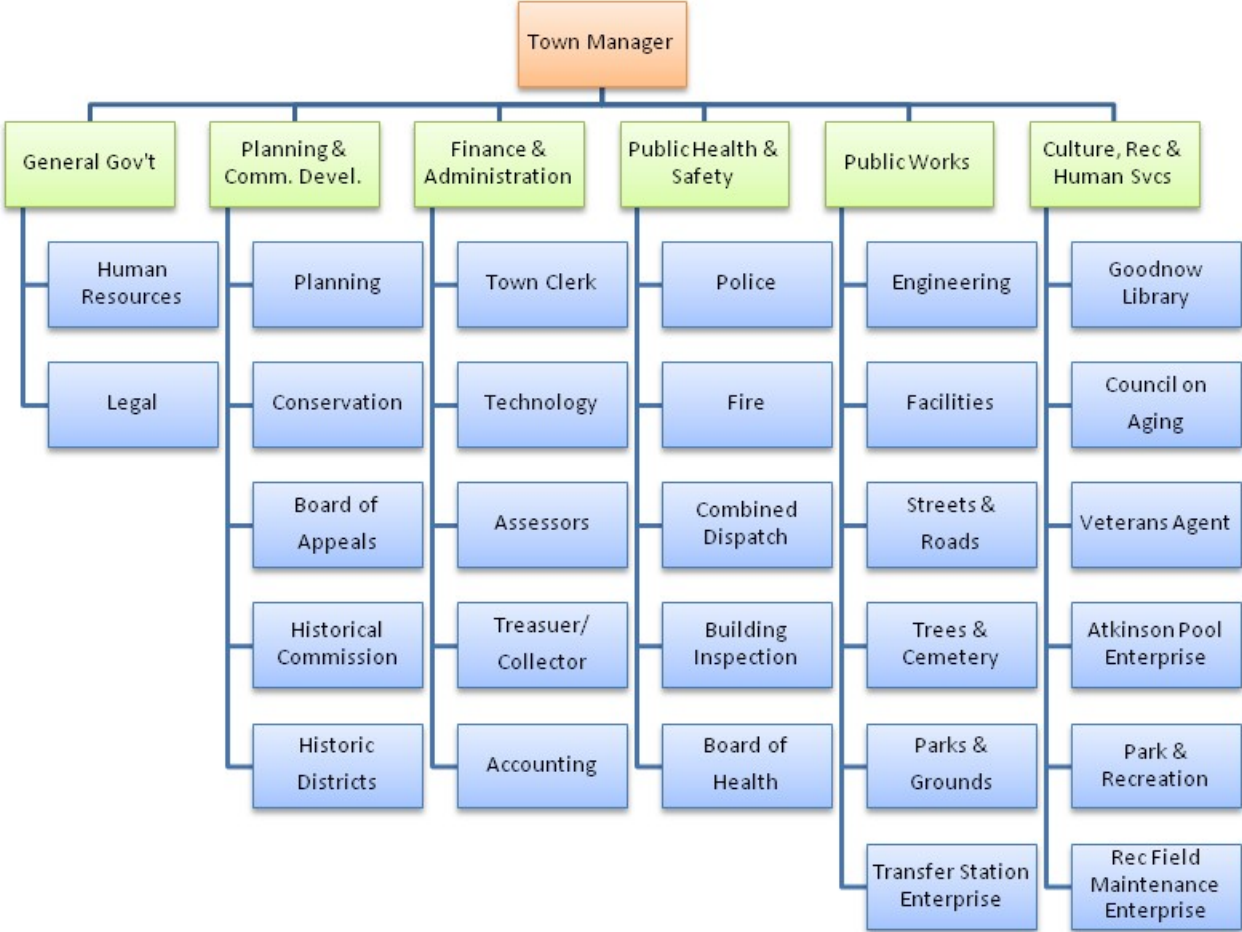 Town Manager
General Gov't
Planning &
Comm. Devel.
Finance &
Administration
Public Health &
Safety
Public Works
Culture, Rec &
Human Svcs
Human
Resources
Legal
Planning
Conservation
Board of
Appeals
Historical
Commission
Historic
Districts
Town Clerk
Technology
Assessors
Treasuer/
Collector
Accounting
Police
Fire
Combined
Dispatch
Building
Inspection
Board of
Health
Engineering
Facilities
Streets &
Roads
Trees &
Cemetery
Parks &
Grounds
Transfer Station
Enterprise
Goodnow
Library
Council on
Aging
Veterans Agent
Atkinson Pool
Enterprise
Park &
Recreation
Rec Field
Maintenance
Enterprise